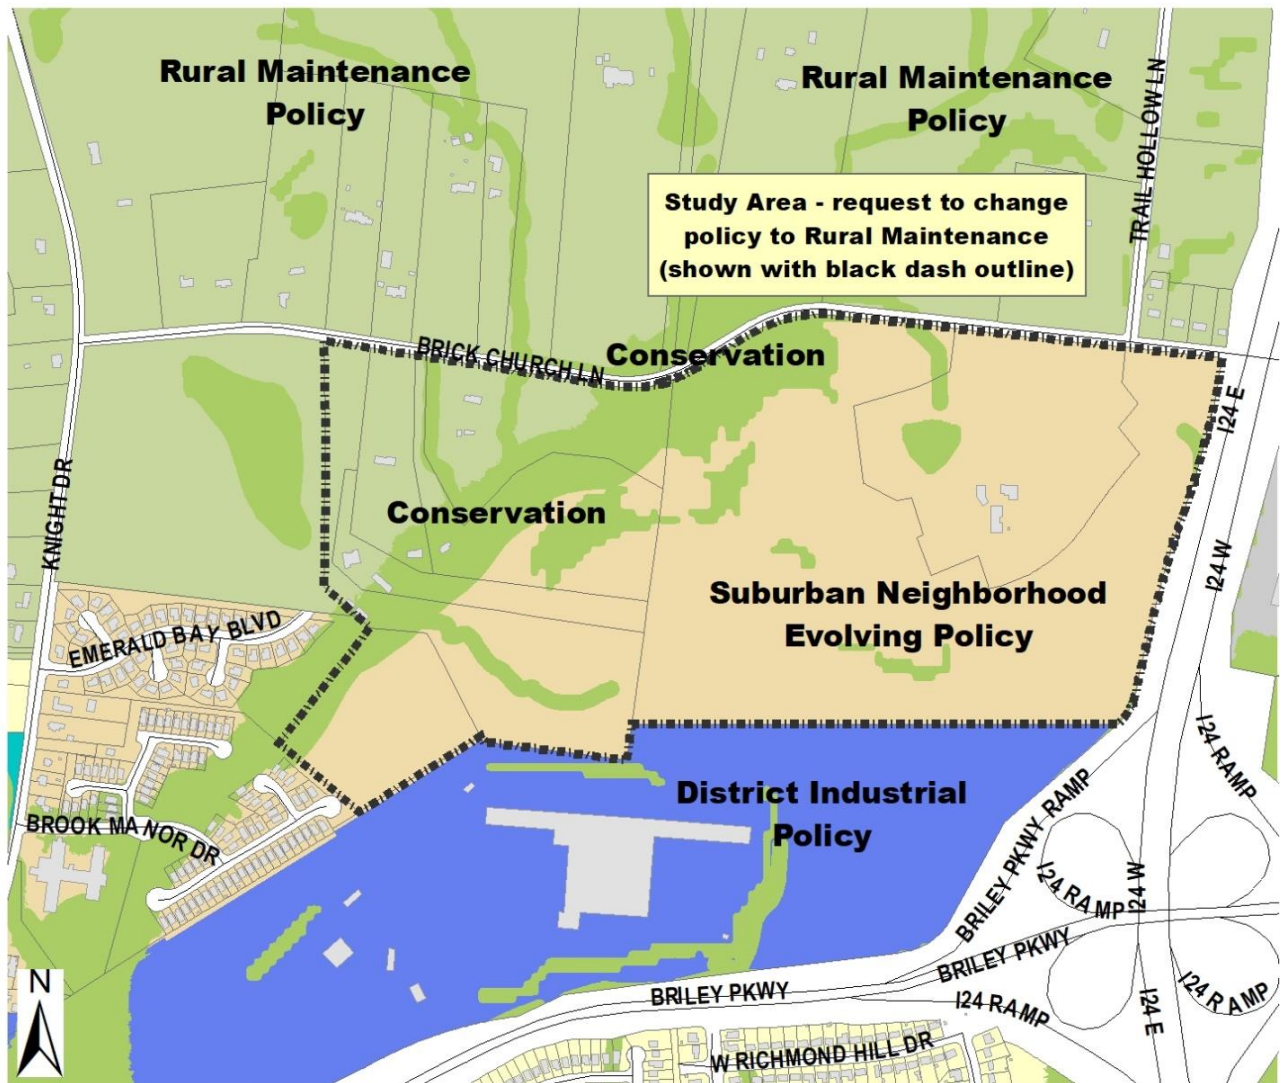 Rural Maintenance
Policy
Rural Maintenance
Policy
TRAIL HOLLOW LN
Study Area - request to change
policy to Rural Maintenance
(shown with black dash outline)
BRICK CHURCH LN
Conservation
I24 E
KNIGHT DR
Conservation
I24 W
Suburban Neighborhood
Evolving Policy
EMERALD BAY BLVD
I24 RAMP
District Industrial
Policy
BRILEY PKWY RAMP
BROOK MANOR DR
I24 RAMP
I24 W
BRILEY PKWY
I24 RAMP
N
BRILEY PKWY
I24 RAMP
I24 E
W RICHMOND HILL DR